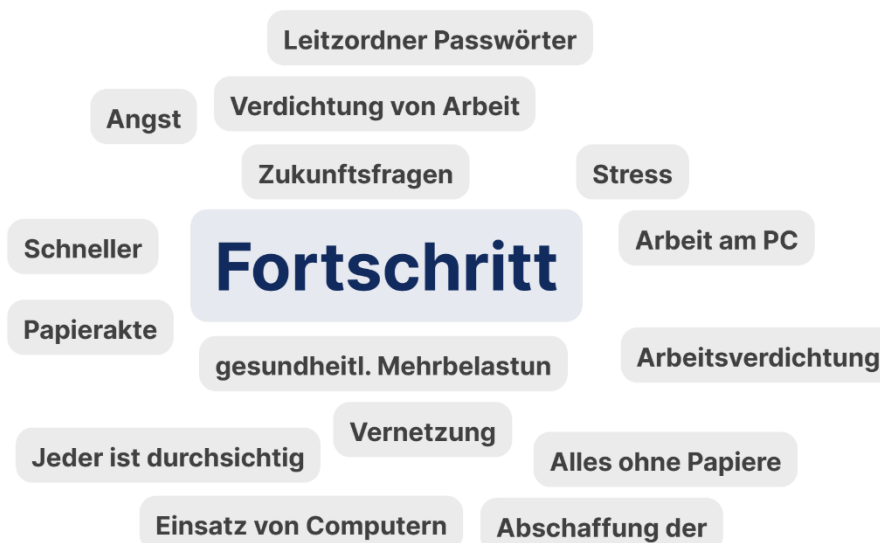 Leitzordner Passwörter
Verdichtung von Arbeit
Angst
Zukunftsfragen
Stress
Schneller
Fortschritt
Arbeit am PC
Papierakte
gesundheitl. Mehrbelastun
Arbeitsverdichtung
Vernetzung
Jeder ist durchsichtig
Alles ohne Papiere
Einsatz von Computern
Abschaffung der